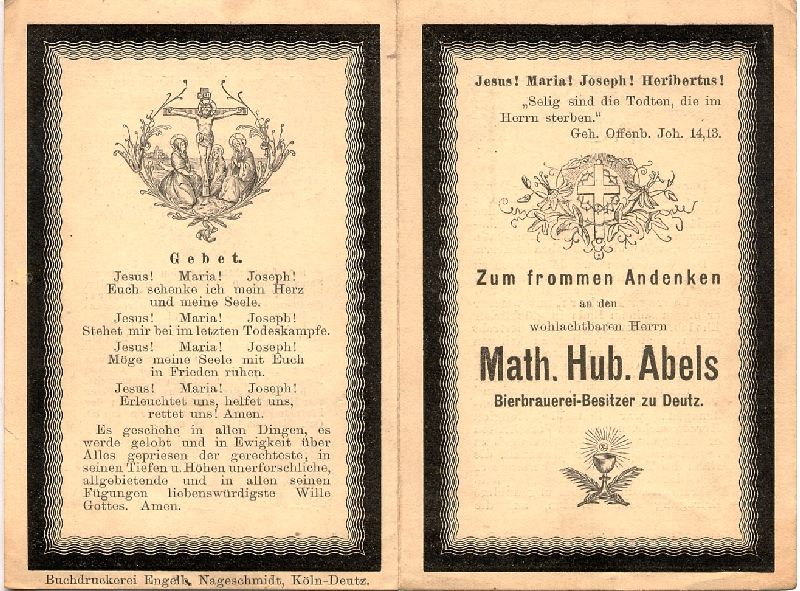 Gebet.
Jesus! Maria! Joseph!
Euch schenke ich mein Herz
und meine Seele.
Jesus! Maria! Joseph!
Stehet mir bei im letzten Todeskampfe.
Jesus! Maria! Joseph!
Möge meine Seele mit Euch
in Frieden ruhen.
Jesus! Maria! Joseph!
Erleuchtet uns, helfet uns,
rettet uns! Amen.
Es geschehe in allen Dingen, es
werde gelobt und in Ewigkeit über
Alles gepriesen der gerechteste, in
seinen Tiefen u. Höhen unerforschliche,
allgebietende und in allen seinen
Fügungen liebenswürdigste Wille
Gottes. Amen.
Buchdruckerei Engelb. Nageschmidt, Köln-Deutz.
Jesus! Maria! Joseph! Heribertus!
„Selig sind die Todten, die im
Herrn sterben.“
Geh. Offenb. Joh. 14,13.
Zum frommen Andenken
an den
wohlachtbaren Herrn
Math. Hub. Abels
Bierbrauerei-Besitzer zu Deutz.